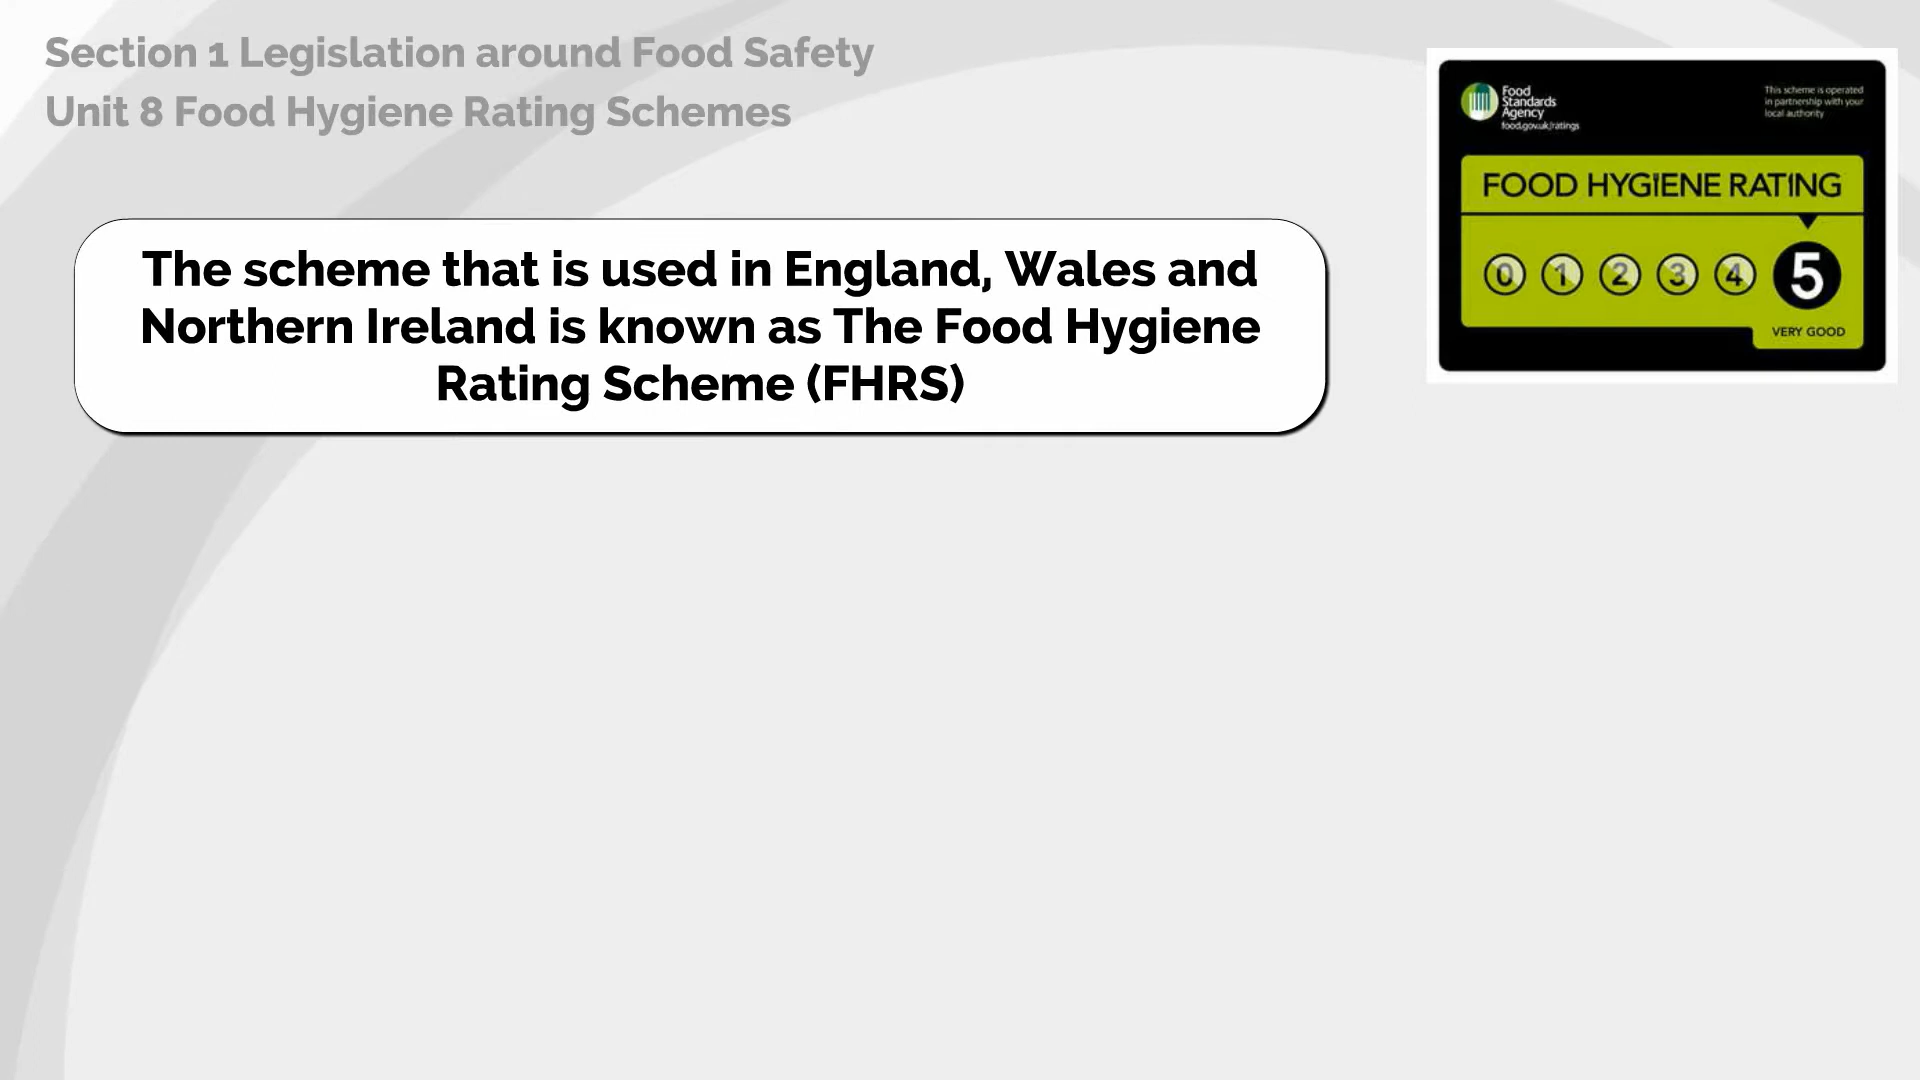 Section 1 Legislation around Food Safety
Unit 8 Food Hygiene Rating Schemes
The scheme that is used in England, Wales and
Northern Ireland is known as The Food Hygiene
Rating Scheme (FHRS)
Food
Standards
Agency
food.gov.uk/ratings
This scheme is operated
in partnership with your
local authority
FOOD HYGIENE RATING
0 1 2 3 4 5
VERY GOOD